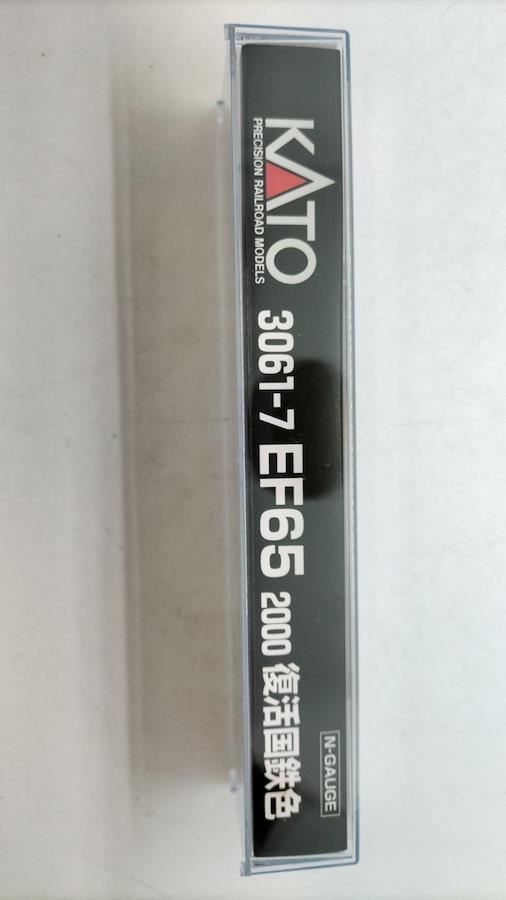 KATO
PRECISION RAILROAD MODELS
3061-7 EF65 2000 復活国鉄色
N-GAUGE